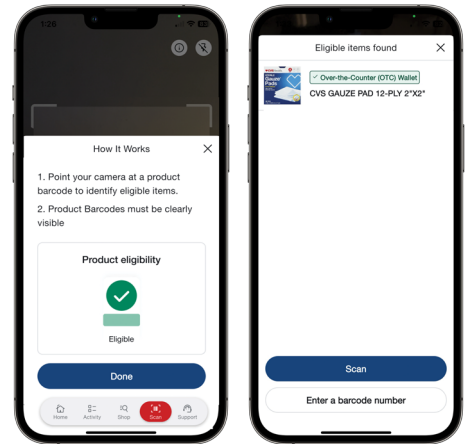 1:26
How It Works
1. Point your camera at a product
barcode to identify eligible items.
2. Product Barcodes must be clearly
visible
Product eligibility
Eligible
Done
Home
Activity
Shop
Scan
Support
Eligible items found
Over-the-Counter (OTC) Wallet
CVS GAUZE PAD 12-PLY 2"X2"
Gauze
Pads
Scan
Enter a barcode number